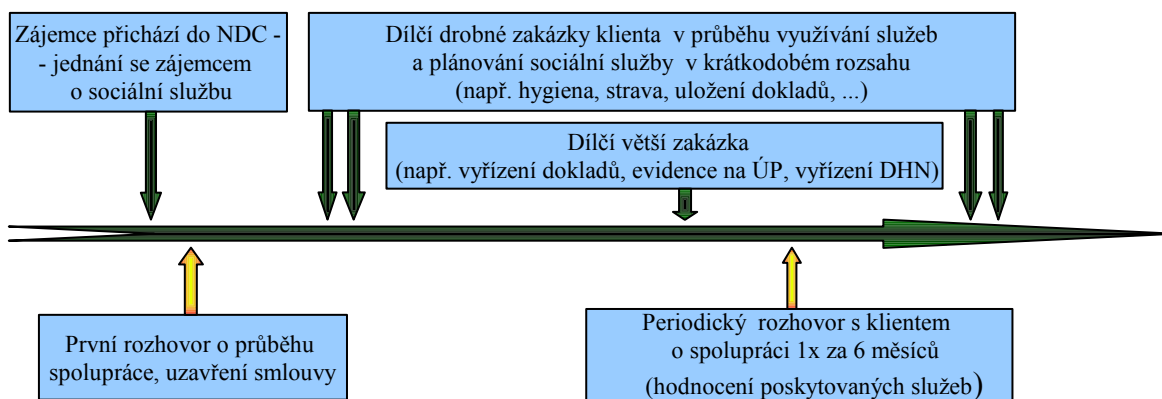 Zájemce přichází do NDC -
- jednání se zájemcem
o sociální službu
Dílčí drobné zakázky klienta v průběhu využívání služeb
a plánování sociální služby v krátkodobém rozsahu
(např. hygiena, strava, uložení dokladů, ...)
Dílčí větší zakázka
(např. vyřízení dokladů, evidence na ÚP, vyřízení DHN)
První rozhovor o průběhu
spolupráce, uzavření smlouvy
Periodický rozhovor s klientem
o spolupráci 1x za 6 měsíců
(hodnocení poskytovaných služeb)